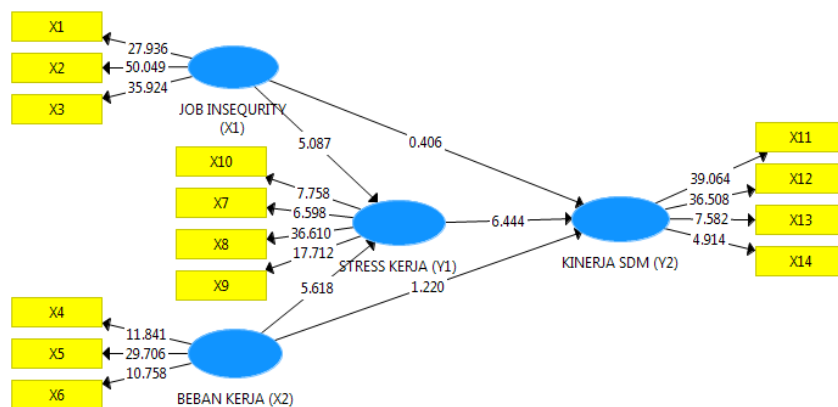 X1
27.936
X2
50.049
X3
35.924
JOB INSEQURITY
(X1)
5.087
0.406
X10
7.758
X7
6.598
X8
36.610
X9
17.712
STRESS KERJA (Y1)
6.444
5.618
1.220
X11
39.064
X12
36.508
X13
7.582
X14
4.914
KINERJA SDM (Y2)
X4
11.841
X5
29.706
X6
10.758
BEBAN KERJA (X2)